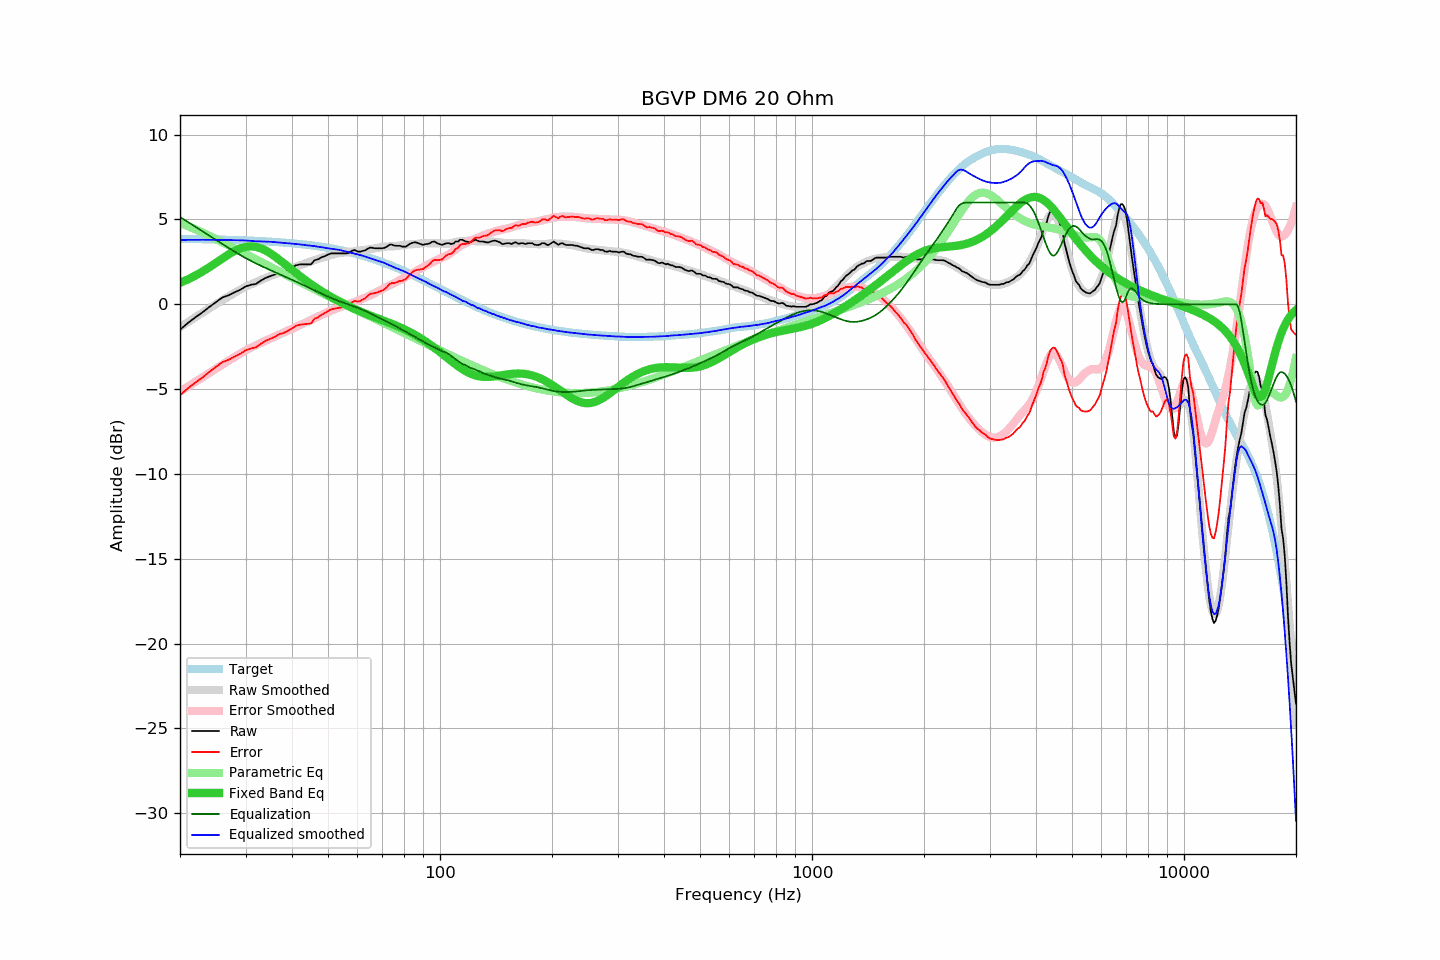 BGVP DM6 20 Ohm
10
5
0
−5
−10
−15
−20
−25
−30
Amplitude (dBr)
Target
Raw Smoothed
Error Smoothed
Raw
Error
Parametric Eq
Fixed Band Eq
Equalization
Equalized smoothed
100 1000 10000
Frequency (Hz)